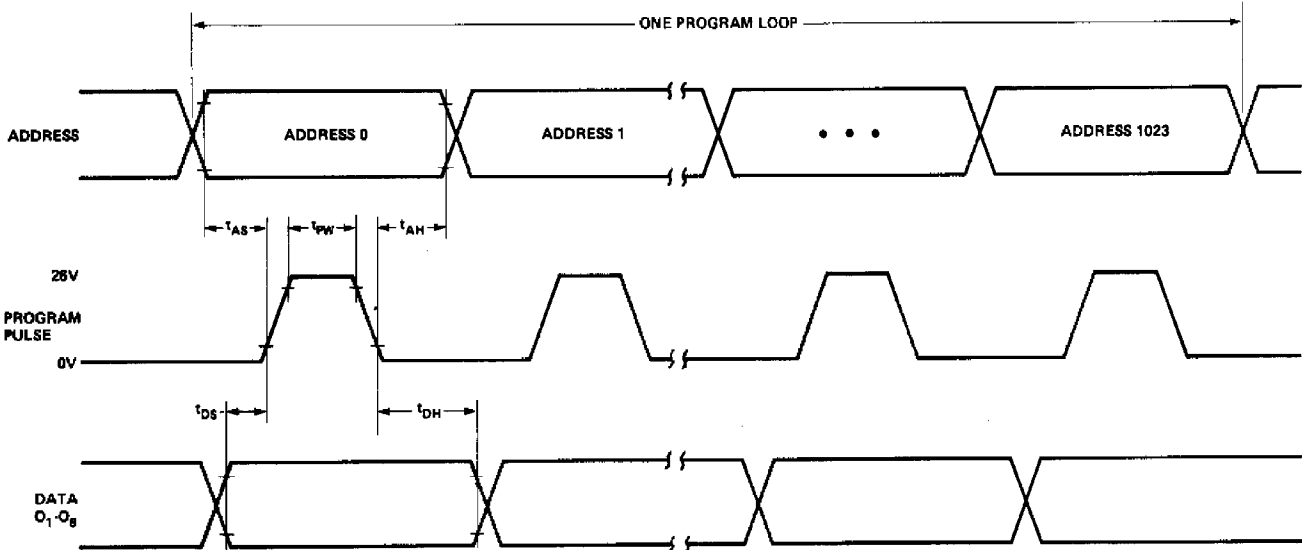 ONE PROGRAM LOOP
ADDRESS
ADDRESS 0
ADDRESS 1
• • •
ADDRESS 1023
tAS
tPW
tAH
26V
PROGRAM
PULSE
0V
tDS
tDH
DATA
O1-O8